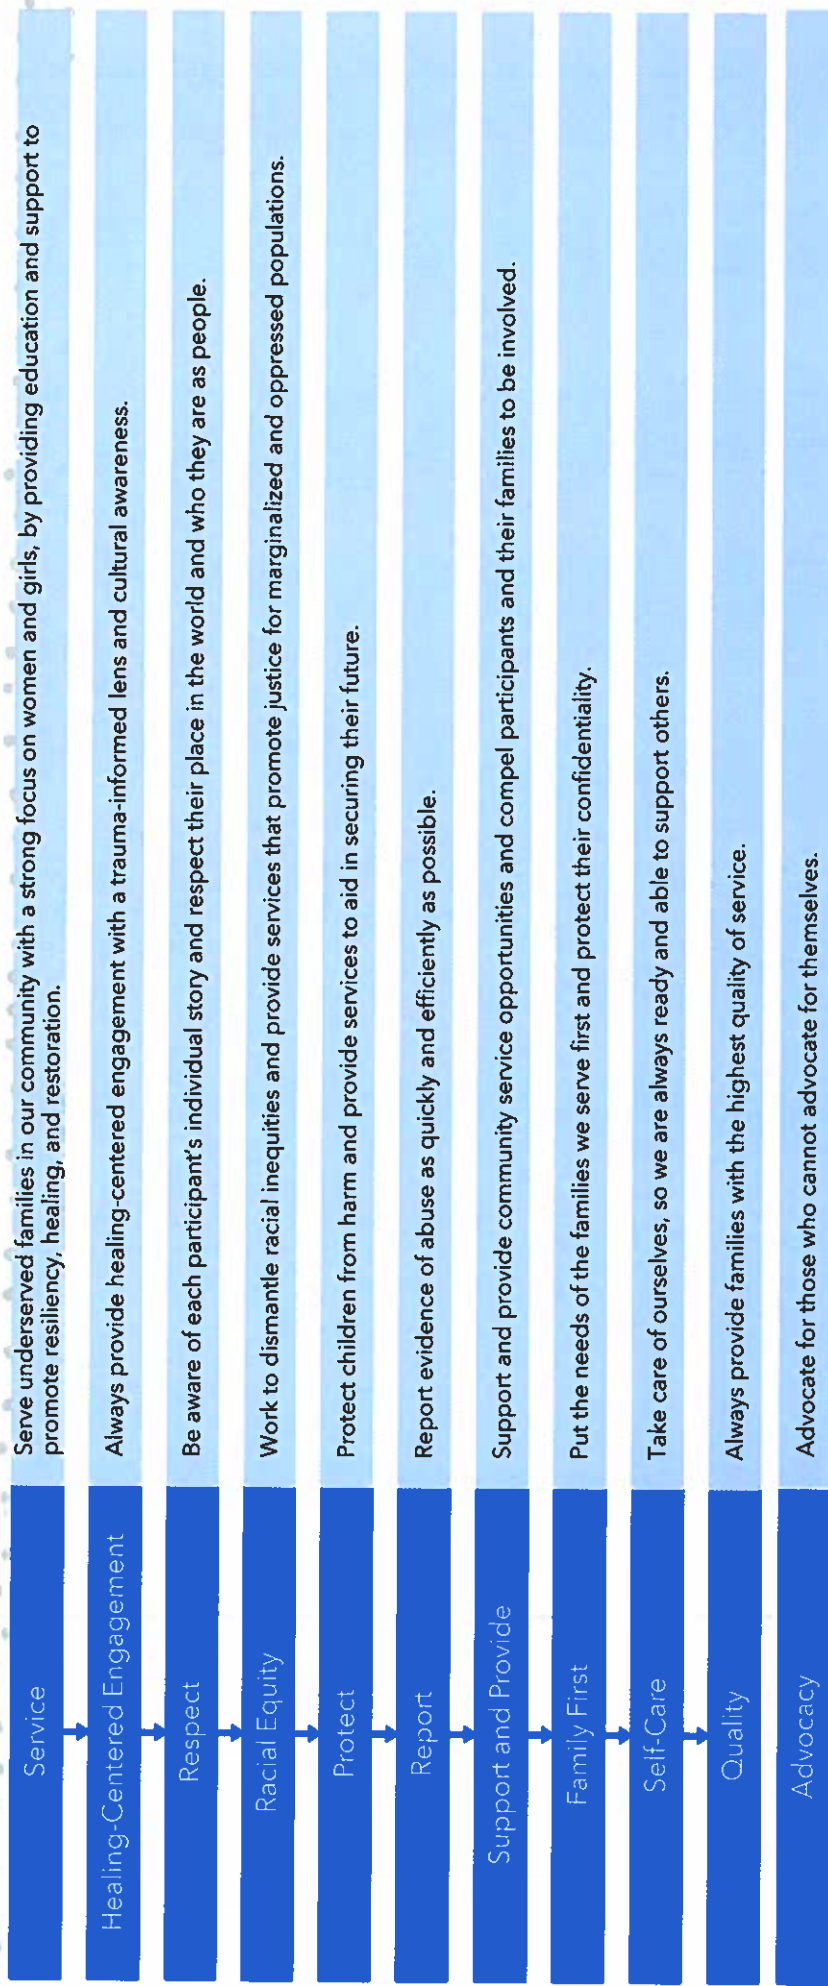 Service
Serve underserved families in our community with a strong focus on women and girls, by providing education and support to
promote resiliency, healing, and restoration.
Healing-Centered Engagement
Always provide healing-centered engagement with a trauma-informed lens and cultural awareness.
Respect
Be aware of each participant's individual story and respect their place in the world and who they are as people.
Racial Equity
Work to dismantle racial inequities and provide services that promote justice for marginalized and oppressed populations.
Protect
Protect children from harm and provide services to aid in securing their future.
Report
Report evidence of abuse as quickly and efficiently as possible.
Support and Provide
Support and provide community service opportunities and compel participants and their families to be involved.
Family First
Put the needs of the families we serve first and protect their confidentiality.
Self-Care
Take care of ourselves, so we are always ready and able to support others.
Quality
Always provide families with the highest quality of service.
Advocacy
Advocate for those who cannot advocate for themselves.